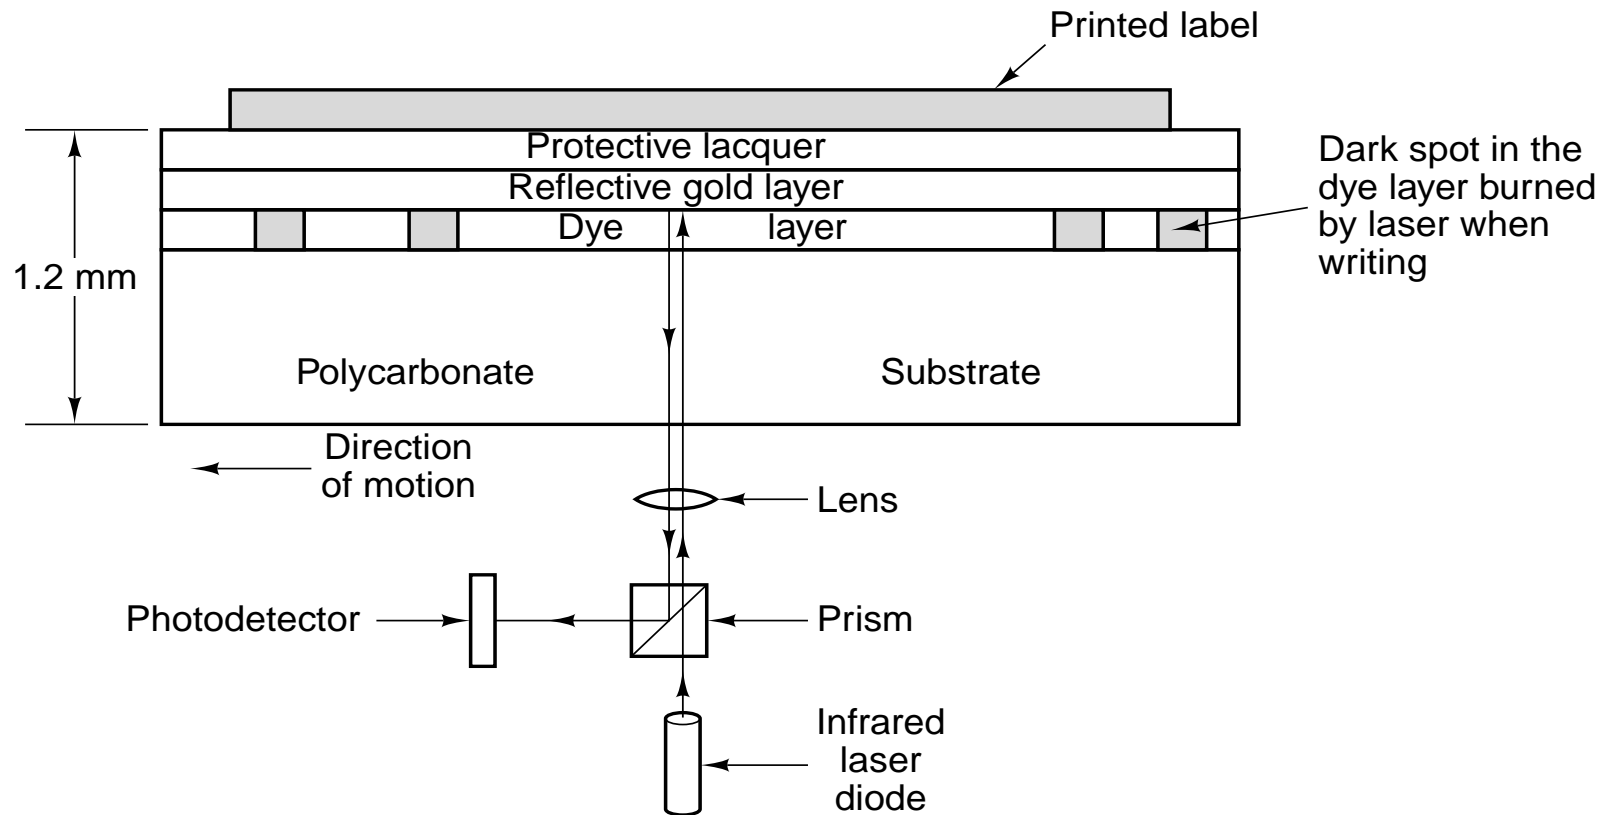 Printed label
Protective lacquer
Reflective gold layer
Dye layer
Dark spot in the
dye layer burned
by laser when
writing
1.2 mm
Polycarbonate
Substrate
Direction
of motion
Lens
Photodetector
Prism
Infrared
laser
diode